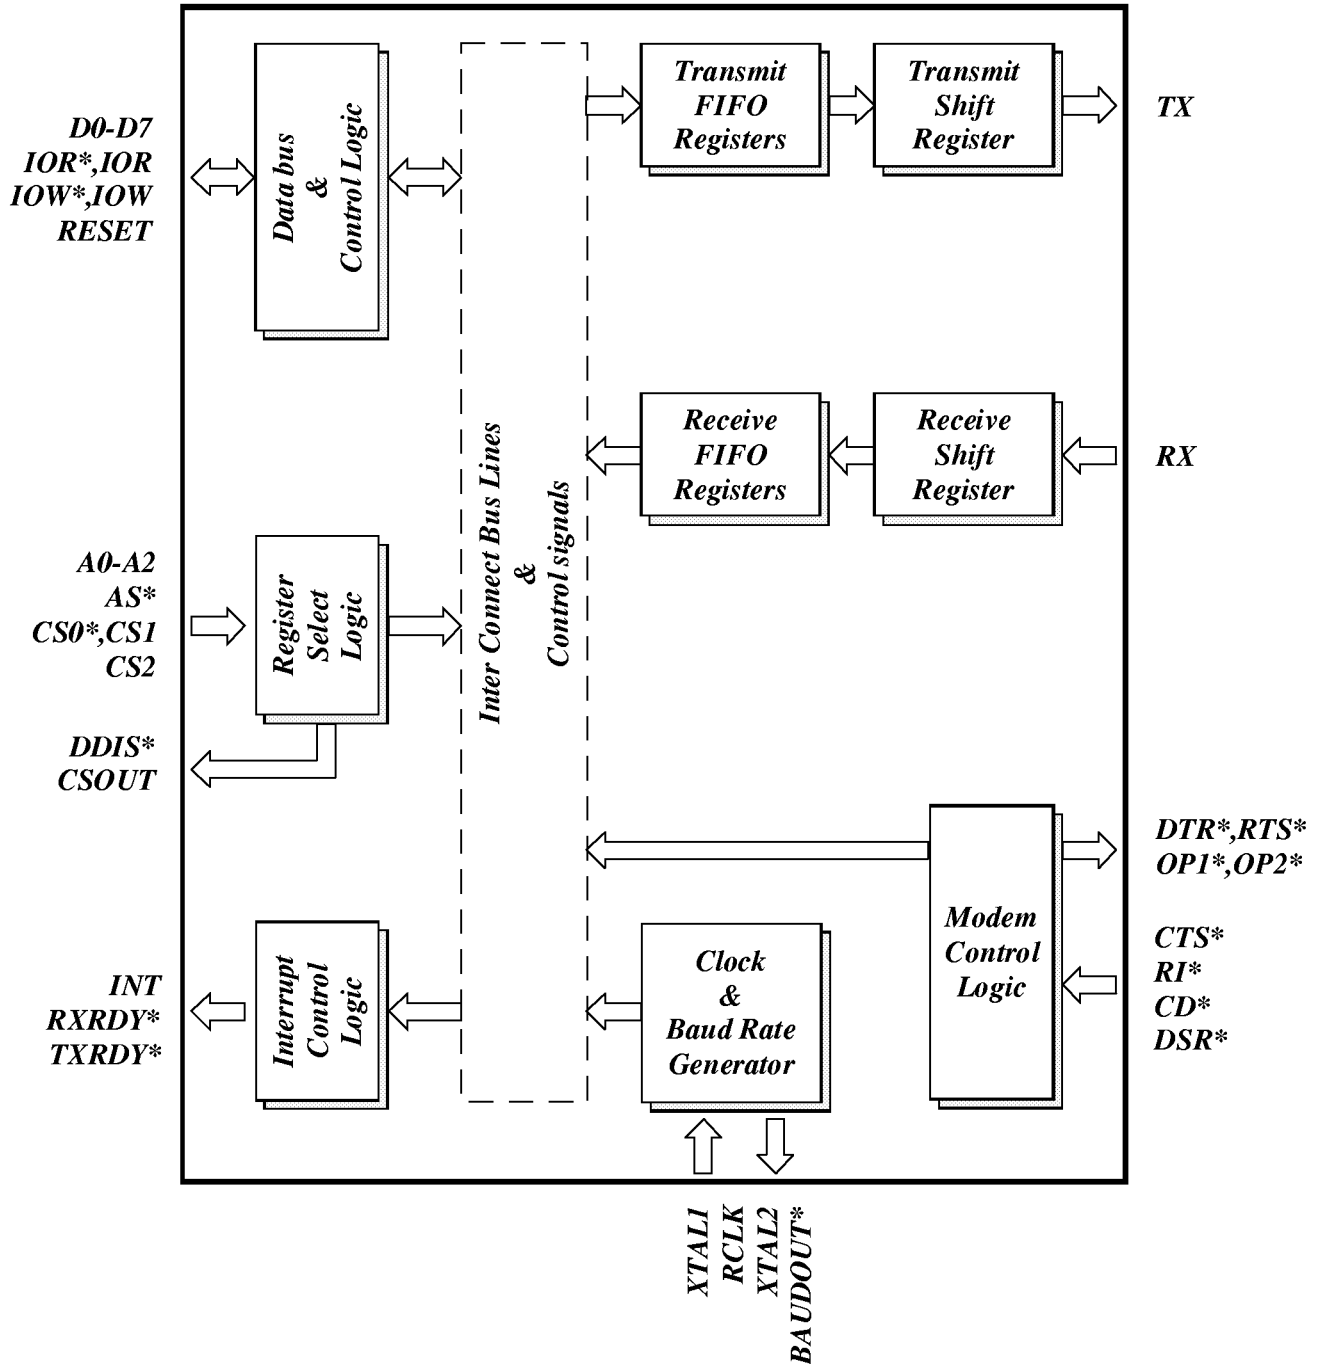 D0-D7
IOR*,IOR
IOW*,IOW
RESET
Data bus
&
Control Logic
A0-A2
AS*
CS0*,CS1
CS2
Register
Select
Logic
DDIS*
CSOUT
INT
RXRDY*
TXRDY*
Interrupt
Control
Logic
Inter Connect Bus Lines
&
Control signals
Transmit
FIFO
Registers
Transmit
Shift
Register
TX
Receive
FIFO
Registers
Receive
Shift
Register
RX
DTR*,RTS*
OP1*,OP2*
Modem
Control
Logic
CTS*
RI*
CD*
DSR*
Clock
&
Baud Rate
Generator
XTAL1
RCLK
XTAL2
BAUDOUT*